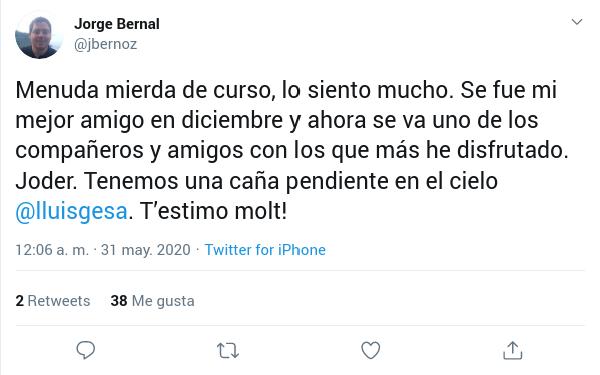 Jorge Bernal
@jbernoz
Menuda mierda de curso, lo siento mucho. Se fue mi
mejor amigo en diciembre y ahora se va uno de los
compañeros y amigos con los que más he disfrutado.
Joder. Tenemos una caña pendiente en el cielo
@lluisgesa. T’estimo molt!
12:06 a. m. · 31 may. 2020 · Twitter for iPhone
2 Retweets 38 Me gusta